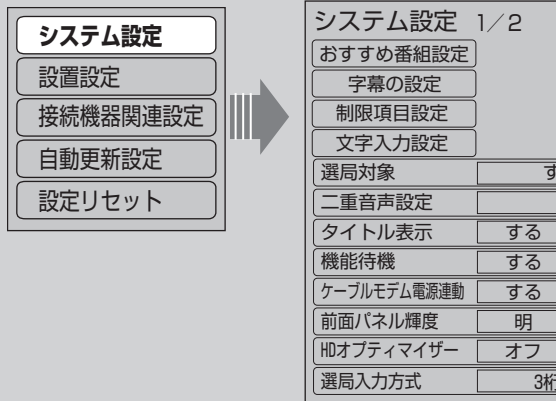 システム設定
設置設定
接続機器関連設定
自動更新設定
設定リセット
システム設定 1／2
おすすめ番組設定
字幕の設定
制限項目設定
文字入力設定
選局対象
二重音声設定
タイトル表示 する
機能待機 する
ケーブルモデム電源連動 する
前面パネル輝度 明
HDオプティマイザー オフ
選局入力方式 3桁